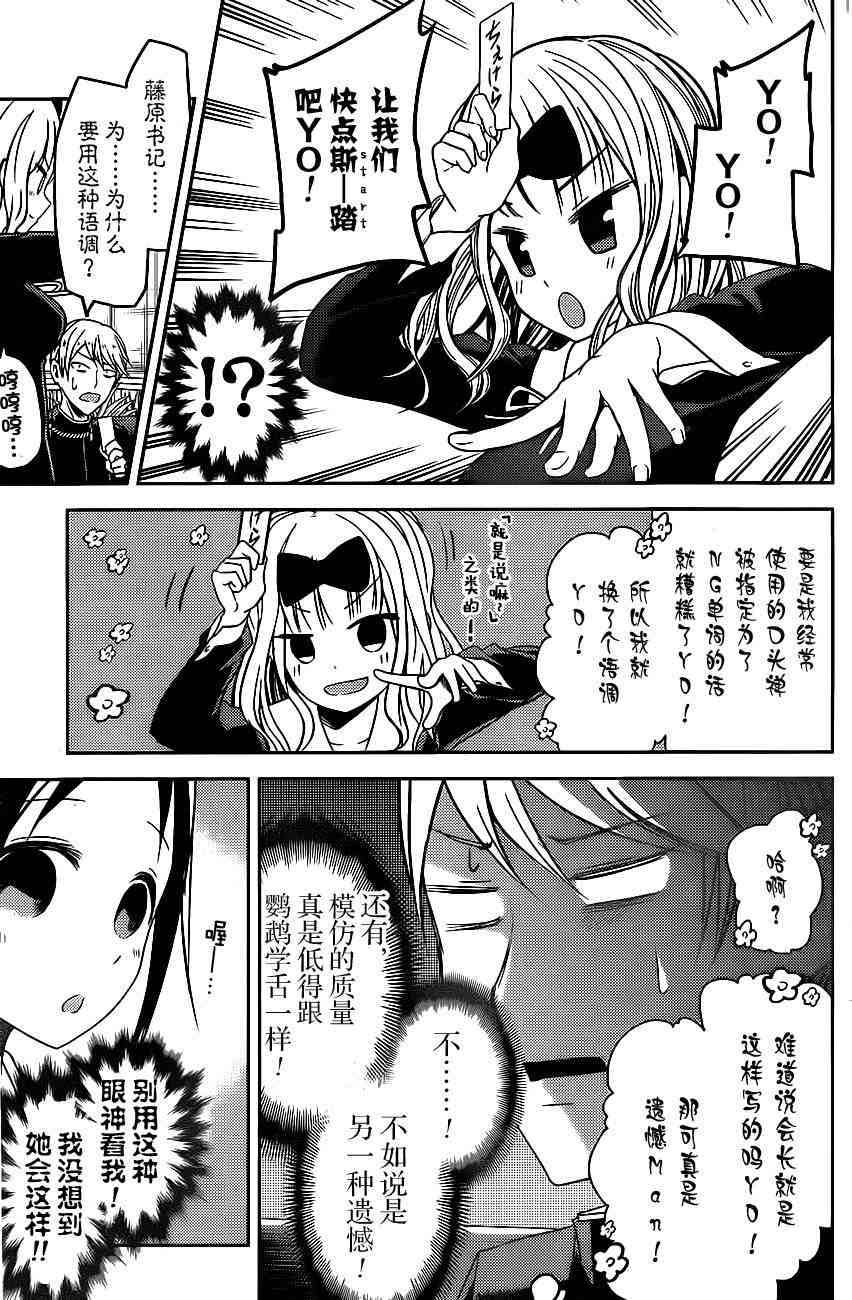 YO!
YO!
ちぇけら
让我们
快点斯—踏
start
吧YO!
!?
藤原书记……
为……为什么
要用这种语调?
哼哼哼…
要是我经常
使用的口头禅
被指定为了
NG单词的话
就糟糕了YO!
所以我就
换了个语调
YO!
「就是说嘛~」
之类的!
哈啊?
难道说会长就是
这样写的吗YO!
那可真是
遗憾Man!
还有,
模仿的质量
真是低得跟
鹦鹉学舌一样!
不……!
不如说是
另一种遗憾!
喔—…
别用这种
眼神看我!
我没想到
她会这样!!